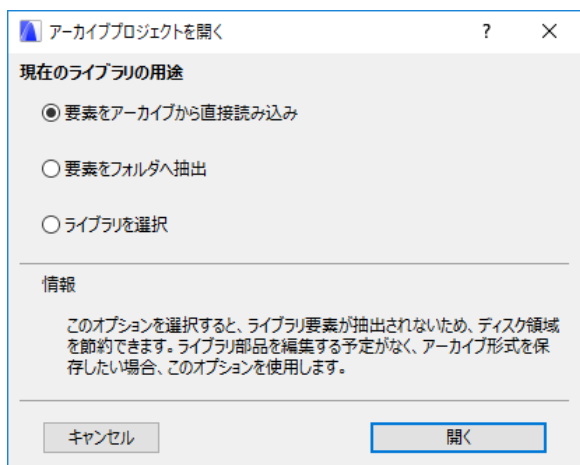 アーカイブプロジェクトを開く
?
現在のライブラリの用途
要素をアーカイブから直接読み込み
要素をフォルダへ抽出
ライブラリを選択
情報
このオプションを選択すると、ライブラリ要素が抽出されないため、ディスク領域
を節約できます。ライブラリ部品を編集する予定がなく、アーカイブ形式を保
存したい場合、このオプションを使用します。
キャンセル
開く